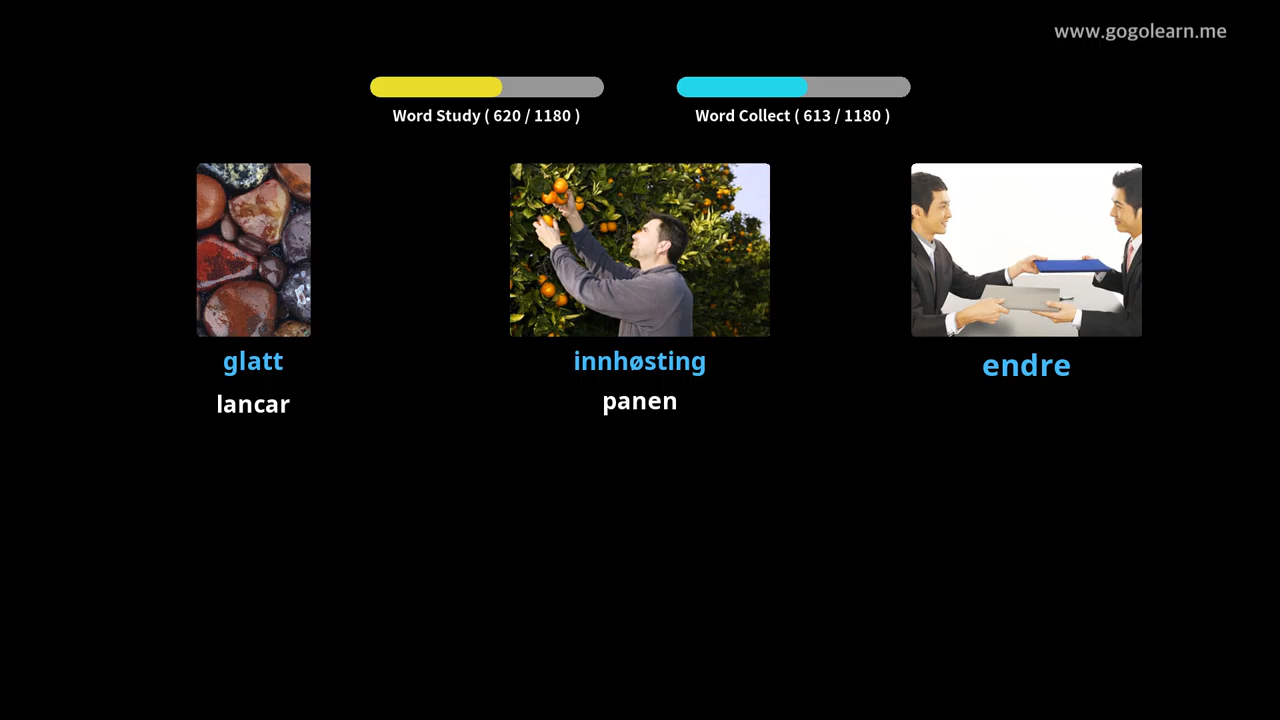 www.gogolearn.me
Word Study ( 620 / 1180 )
Word Collect ( 613 / 1180 )
glatt
innhøsting
endre
lancar
panen